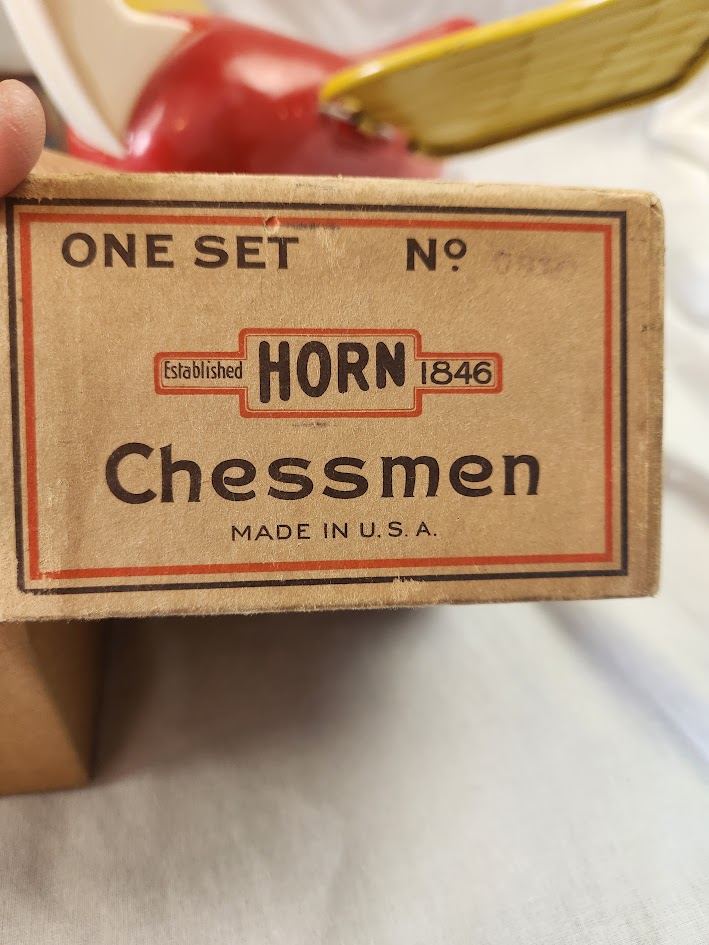 ONE SET Nº
Established HORN 1846
Chessmen
MADE IN U.S.A.